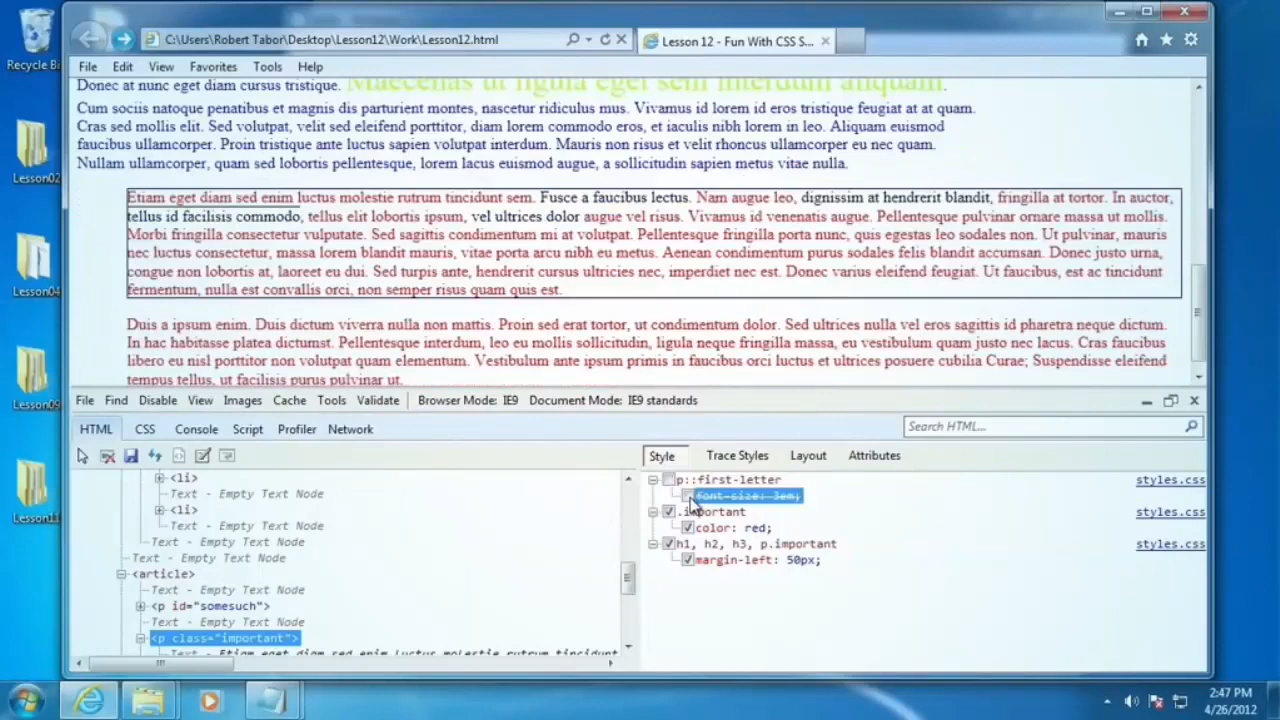 Recycle Bi
Lesson02
Lesson04
Lesson09
Lesson11
C:\Users\Robert Tabor\Desktop\Lesson12\Work\Lesson12.html
Lesson 12 - Fun With CSS S...
File Edit View Favorites Tools Help
Donec at nunc eget diam cursus tristique. Maecenas ut ligula eget sem interdum aliquam.
Cum sociis natoque penatibus et magnis dis parturient montes, nascetur ridiculus mus. Vivamus id lorem id eros tristique feugiat at at quam.
Cras sed mollis elit. Sed volutpat, velit sed eleifend porttitor, diam lorem commodo eros, et iaculis nibh lorem in leo. Aliquam euismod
faucibus ullamcorper. Proin tristique ante luctus sapien volutpat interdum. Mauris non risus et velit rhoncus ullamcorper eu nec quam.
Nullam ullamcorper, quam sed lobortis pellentesque, lorem lacus euismod augue, a sollicitudin sapien metus vitae nulla.
Etiam eget diam sed enim luctus molestie rutrum tincidunt sem. Fusce a faucibus lectus. Nam augue leo, dignissim at hendrerit blandit, fringilla at tortor. In auctor,
tellus id facilisis commodo, tellus elit lobortis ipsum, vel ultrices dolor augue vel risus. Vivamus id venenatis augue. Pellentesque pulvinar ornare massa ut mollis.
Morbi fringilla consectetur vulputate. Sed sagittis condimentum mi at volutpat. Pellentesque fringilla porta nunc, quis egestas leo sodales non. Ut pulvinar, mauris
nec luctus consectetur, massa lorem blandit mauris, vitae porta arcu nibh eu metus. Aenean condimentum purus sodales felis blandit accumsan. Donec justo urna,
congue non lobortis at, laoreet eu dui. Sed turpis ante, hendrerit cursus ultricies nec, imperdiet nec est. Donec varius eleifend feugiat. Ut faucibus, est ac tincidunt
fermentum, nulla est convallis orci, non semper risus quam quis est.
Duis a ipsum enim. Duis dictum viverra nulla non mattis. Proin sed erat tortor, ut condimentum dolor. Sed ultrices nulla vel eros sagittis id pharetra neque dictum.
In hac habitasse platea dictumst. Pellentesque interdum, leo eu mollis sollicitudin, ligula neque fringilla massa, eu vestibulum quam justo nec lacus. Cras faucibus
libero eu nisl porttitor non volutpat quam elementum. Vestibulum ante ipsum primis in faucibus orci luctus et ultrices posuere cubilia Curae; Suspendisse eleifend
tempus tellus, ut facilisis purus pulvinar ut.
File Find Disable View Images Cache Tools Validate Browser Mode: IE9 Document Mode: IE9 standards
HTML CSS Console Script Profiler Network Search HTML...
Style Trace Styles Layout Attributes
<li>
Text - Empty Text Node
<li>
Text - Empty Text Node
Text - Empty Text Node
Text - Empty Text Node
<article>
Text - Empty Text Node
<p id="somesuch">
Text - Empty Text Node
<p class="important">
Text - Etiam eget diam sed enim luctus molestie rutrum tincidunt
p::first-letter styles.css
font-size: 3em;
.important styles.css
color: red;
h1, h2, h3, p.important styles.css
margin-left: 50px;
2:47 PM
4/26/2012